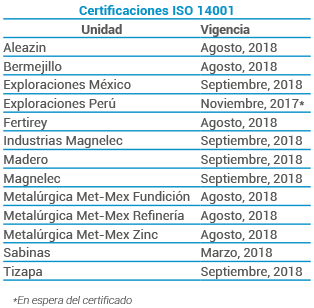 Certificaciones ISO 14001
Unidad Vigencia
Aleazin Agosto, 2018
Bermejillo Agosto, 2018
Exploraciones México Septiembre, 2018
Exploraciones Perú Noviembre, 2017*
Fertirey Agosto, 2018
Industrias Magnelec Septiembre, 2018
Madero Septiembre, 2018
Magnelec Septiembre, 2018
Metalúrgica Met-Mex Fundición Agosto, 2018
Metalúrgica Met-Mex Refinería Agosto, 2018
Metalúrgica Met-Mex Zinc Agosto, 2018
Sabinas Marzo, 2018
Tizapa Septiembre, 2018
*En espera del certificado